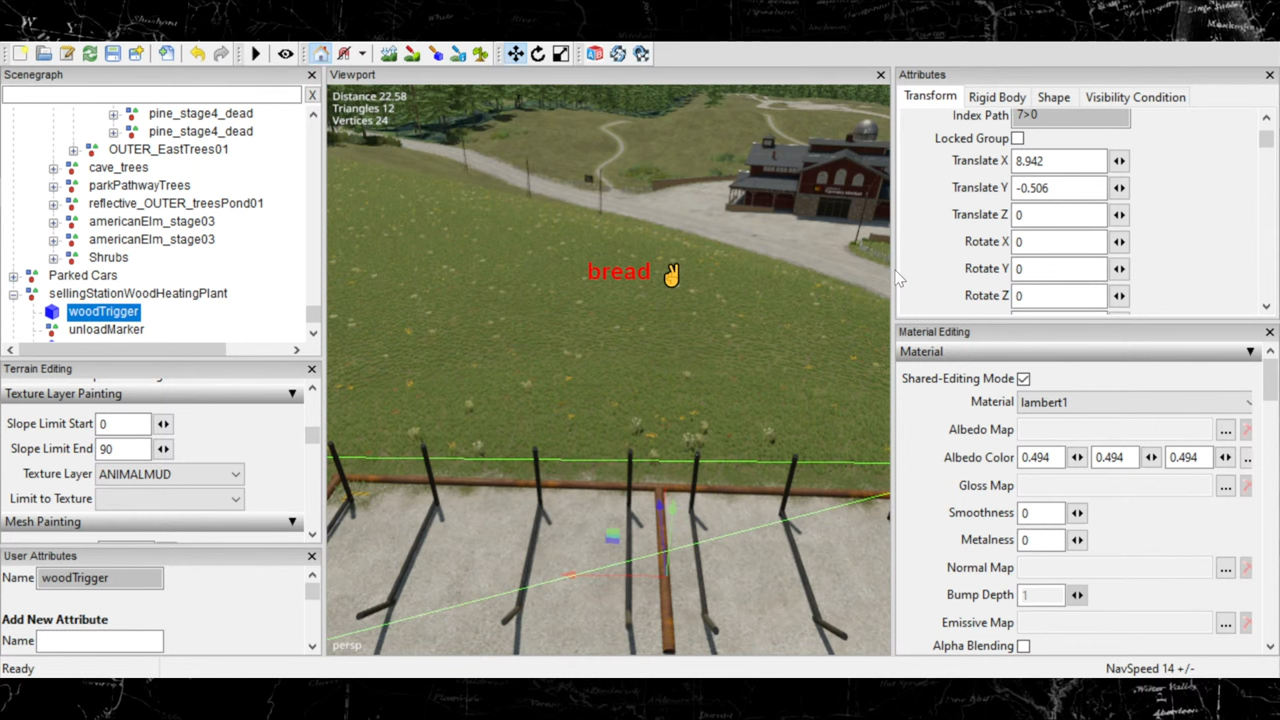 Scenegraph
Viewport
Attributes
X
Distance 22.58
Triangles 12
Vertices 24
pine_stage4_dead
pine_stage4_dead
OUTER_EastTrees01
cave_trees
parkPathwayTrees
reflective_OUTER_treesPond01
americanElm_stage03
americanElm_stage03
Shrubs
Parked Cars
sellingStationWoodHeatingPlant
woodTrigger
unloadMarker
bread ✌
persp
Transform
Rigid Body
Shape
Visibility Condition
Index Path 7>0
Locked Group
Translate X 8.942
Translate Y -0.506
Translate Z 0
Rotate X 0
Rotate Y 0
Rotate Z 0
Terrain Editing
Texture Layer Painting
Slope Limit Start 0
Slope Limit End 90
Texture Layer ANIMALMUD
Limit to Texture
Mesh Painting
User Attributes
Name woodTrigger
Add New Attribute
Name
Material Editing
Material
Shared-Editing Mode
Material lambert1
Albedo Map ...
Albedo Color 0.494 0.494 0.494 ..
Gloss Map ...
Smoothness 0
Metalness 0
Normal Map ...
Bump Depth 1
Emissive Map ...
Alpha Blending
Ready
NavSpeed 14 +/-